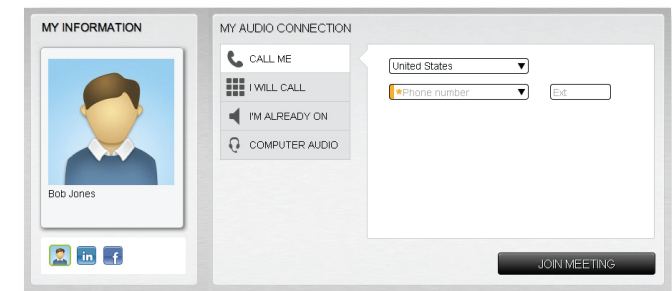 MY INFORMATION
Bob Jones
in f
MY AUDIO CONNECTION
CALL ME
I WILL CALL
I'M ALREADY ON
COMPUTER AUDIO
United States
*Phone number
Ext
JOIN MEETING